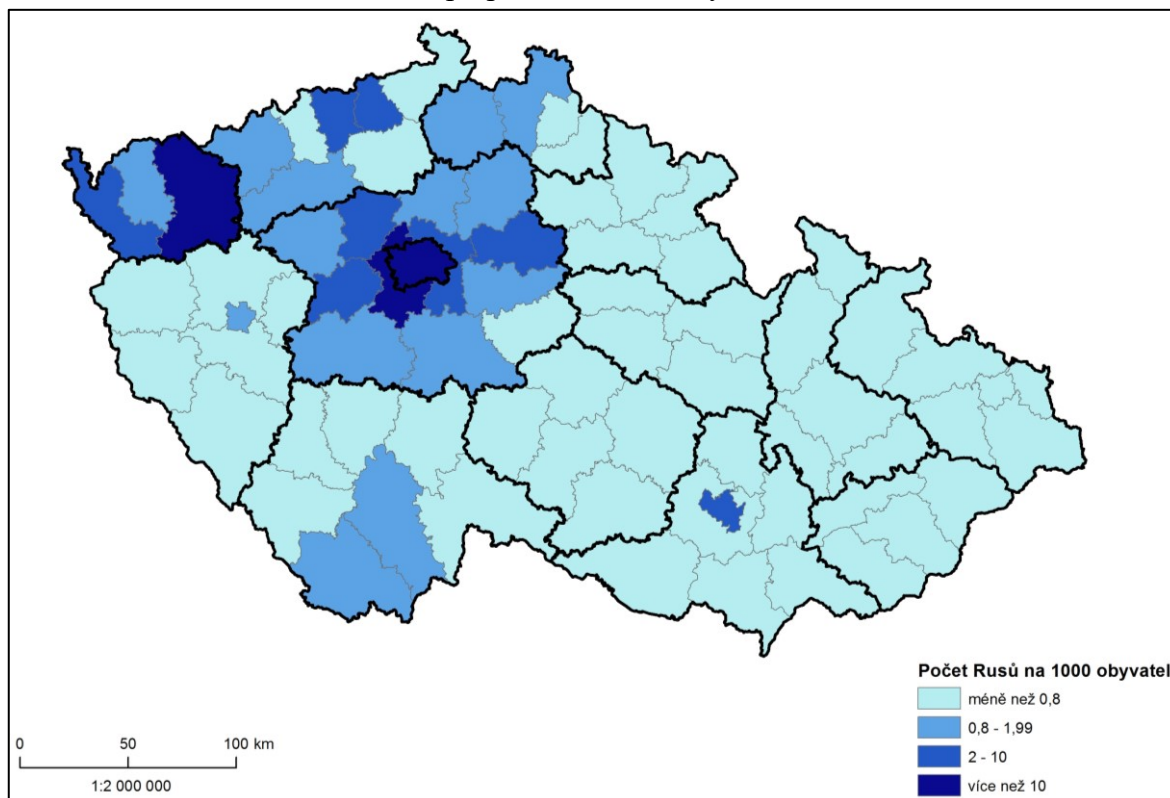 Počet Rusů na 1000 obyvatel
méně než 0,8
0,8 - 1,99
2 - 10
více než 10
0 50 100 km
1:2 000 000